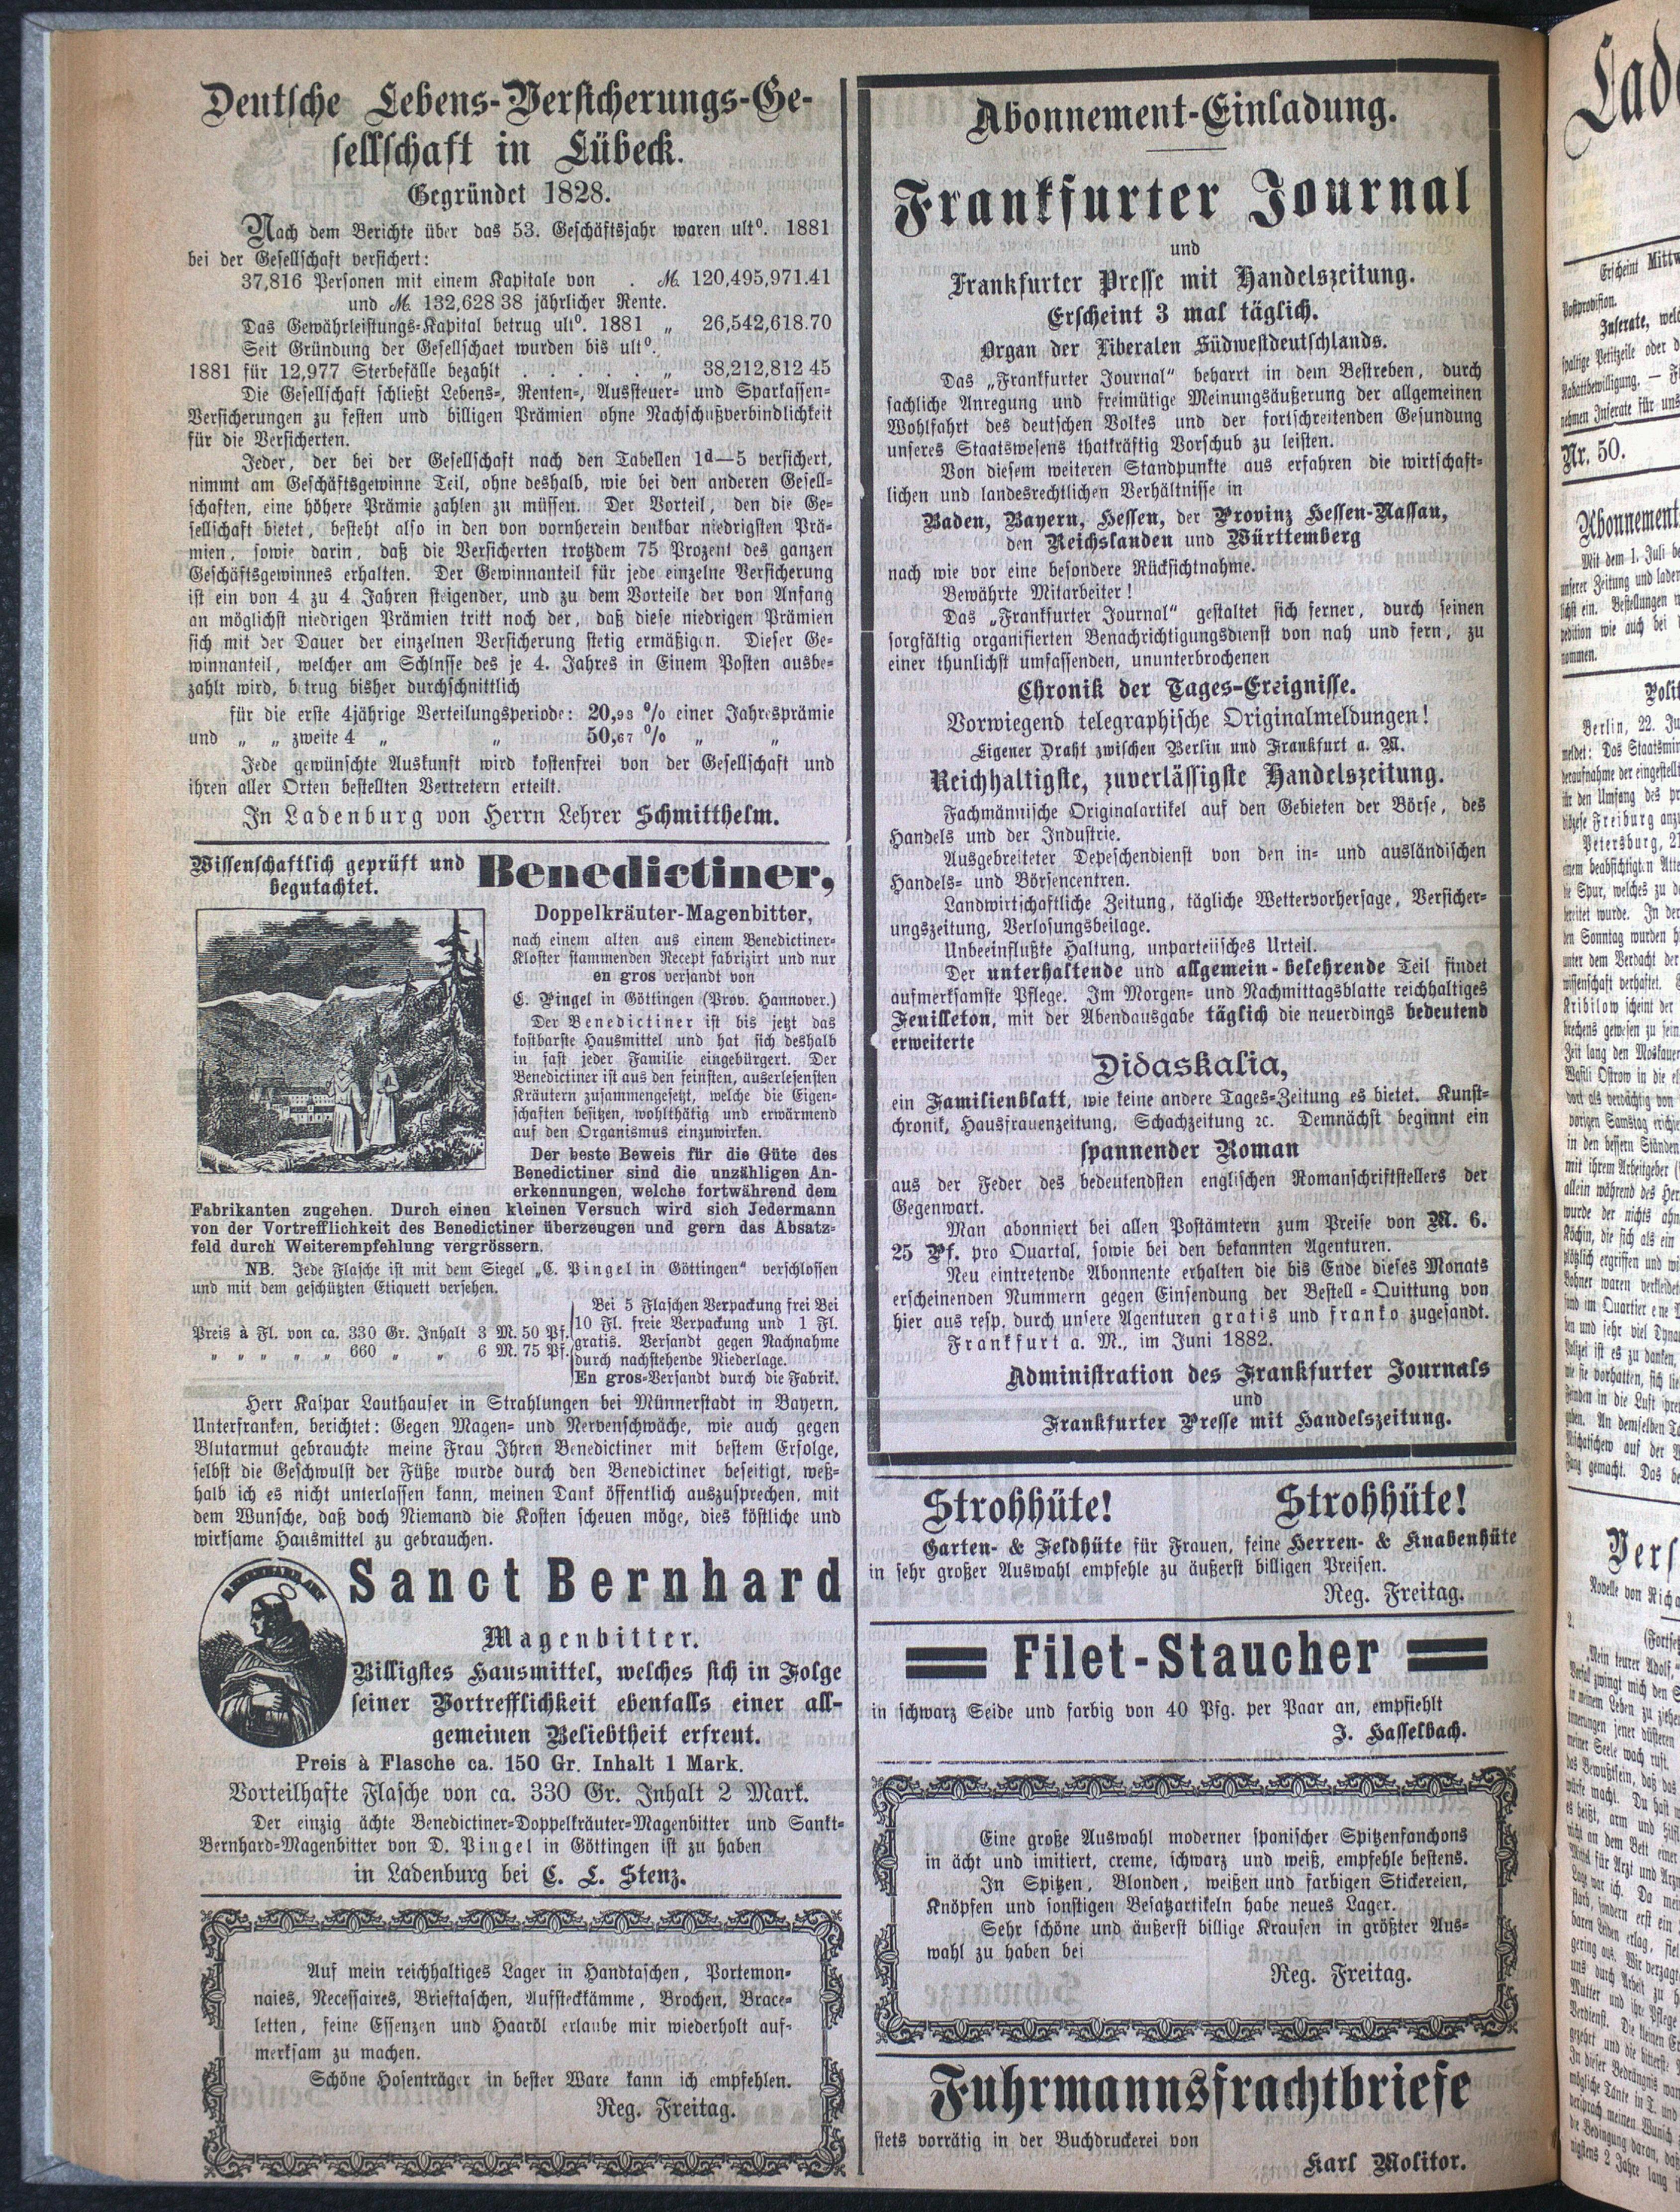 Deutsche Lebens-Versicherungs-Ge-
sellschaft in Lübeck.
Gegründet 1828.
Nach dem Berichte über das 53. Geschäftsjahr waren ult⁰. 1881
bei der Gesellschaft versichert:
37,816 Personen mit einem Kapitale von . M. 120,495,971.41
und M. 132,628 38 jährlicher Rente.
Das Gewährleistungs-Kapital betrug ult⁰. 1881 „ 26,542,618.70
Seit Gründung der Gesellschaet wurden bis ult⁰.
1881 für 12,977 Sterbefälle bezahlt . . . . . „ 38,212,812 45
Die Gesellschaft schließt Lebens-, Renten-, Aussteuer- und Sparkassen-
Versicherungen zu festen und billigen Prämien ohne Nachschußverbindlichkeit
für die Versicherten.
Jeder, der bei der Gesellschaft nach den Tabellen 1d—5 versichert,
nimmt am Geschäftsgewinne Teil, ohne deshalb, wie bei den anderen Gesell-
schaften, eine höhere Prämie zahlen zu müssen. Der Vorteil, den die Ge-
sellschaft bietet, besteht also in den von vornherein denkbar niedrigsten Prä-
mien, sowie darin, daß die Versicherten trotzdem 75 Prozent des ganzen
Geschäftsgewinnes erhalten. Der Gewinnanteil für jede einzelne Versicherung
ist ein von 4 zu 4 Jahren steigender, und zu dem Vorteile der von Anfang
an möglichst niedrigen Prämien tritt noch der, daß diese niedrigen Prämien
sich mit der Dauer der einzelnen Versicherung stetig ermäßigen. Dieser Ge-
winnanteil, welcher am Schlnsse des je 4. Jahres in Einem Posten ausbe-
zahlt wird, b trug bisher durchschnittlich
für die erste 4jährige Verteilungsperiode: 20,93 % einer Jahresprämie
und „ „ zweite 4 „ „ 50,67 % „ „
Jede gewünschte Auskunft wird kostenfrei von der Gesellschaft und
ihren aller Orten bestellten Vertretern erteilt.
In Ladenburg von Herrn Lehrer Schmitthelm.
Wissenschaftlich geprüft und
begutachtet.
Benedictiner,
Doppelkräuter-Magenbitter,
nach einem alten aus einem Benedictiner-
Kloster stammenden Recept fabrizirt und nur
en gros versandt von
C. Pingel in Göttingen (Prov. Hannover.)
Der Benedictiner ist bis jetzt das
kostbarste Hausmittel und hat sich deshalb
in fast jeder Familie eingebürgert. Der
Benedictiner ist aus den feinsten, auserlesensten
Kräutern zusammengesetzt, welche die Eigen-
schaften besitzen, wohlthätig und erwärmend
auf den Organismus einzuwirken.
Der beste Beweis für die Güte des
Benedictiner sind die unzähligen An-
erkennungen, welche fortwährend dem
Fabrikanten zugehen. Durch einen kleinen Versuch wird sich Jedermann
von der Vortrefflichkeit des Benedictiner überzeugen und gern das Absatz-
feld durch Weiterempfehlung vergrössern.
NB. Jede Flasche ist mit dem Siegel „C. Pingel in Göttingen" verschlossen
und mit dem geschützten Etiquett versehen.
Preis à Fl. von ca. 330 Gr. Inhalt 3 M. 50 Pf.
„ „ „ „ „ 660 „ „ 6 M. 75 Pf.
Bei 5 Flaschen Verpackung frei Bei
10 Fl. freie Verpackung und 1 Fl.
gratis. Versandt gegen Nachnahme
durch nachstehende Niederlage.
En gros-Versandt durch die Fabrik.
Herr Kaspar Lauthauser in Strahlungen bei Münnerstadt in Bayern,
Unterfranken, berichtet: Gegen Magen- und Nervenschwäche, wie auch gegen
Blutarmut gebrauchte meine Frau Ihren Benedictiner mit bestem Erfolge,
selbst die Geschwulst der Füße wurde durch den Benedictiner beseitigt, weß-
halb ich es nicht unterlassen kann, meinen Dank öffentlich auszusprechen, mit
dem Wunsche, daß doch Niemand die Kosten scheuen möge, dies köstliche und
wirksame Hausmittel zu gebrauchen.
Sanct Bernhard
Magenbitter.
Billigstes Hausmittel, welches sich in Folge
seiner Vortrefflichkeit ebenfalls einer all-
gemeinen Beliebtheit erfreut.
Preis à Flasche ca. 150 Gr. Inhalt 1 Mark.
Vorteilhafte Flasche von ca. 330 Gr. Inhalt 2 Mark.
Der einzig ächte Benedictiner-Doppelkräuter-Magenbitter und Sankt-
Bernhard-Magenbitter von D. Pingel in Göttingen ist zu haben
in Ladenburg bei C. L. Stenz.
Auf mein reichhaltiges Lager in Handtaschen, Portemon-
naies, Necessaires, Brieftaschen, Aufsteckkämme, Brochen, Brace-
letten, feine Essenzen und Haaröl erlaube mir wiederholt auf-
merksam zu machen.
Schöne Hosenträger in bester Ware kann ich empfehlen.
Reg. Freitag.
Abonnement-Einladung.
Frankfurter Journal
und
Frankfurter Presse mit Handelszeitung.
Erscheint 3 mal täglich.
Organ der Liberalen Südwestdeutschlands.
Das „Frankfurter Journal" beharrt in dem Bestreben, durch
sachliche Anregung und freimütige Meinungsäußerung der allgemeinen
Wohlfahrt des deutschen Volkes und der fortschreitenden Gesundung
unseres Staatswesens thatkräftig Vorschub zu leisten.
Von diesem weiteren Standpunkte aus erfahren die wirtschaft-
lichen und landesrechtlichen Verhältnisse in
Baden, Bayern, Hessen, der Provinz Hessen-Nassau,
den Reichslanden und Württemberg
nach wie vor eine besondere Rücksichtnahme.
Bewährte Mitarbeiter!
Das „Frankfurter Journal" gestaltet sich ferner, durch seinen
sorgfältig organisierten Benachrichtigungsdienst von nah und fern, zu
einer thunlichst umfassenden, ununterbrochenen
Chronik der Tages-Ereignisse.
Vorwiegend telegraphische Originalmeldungen!
Eigener Draht zwischen Berlin und Frankfurt a. M.
Reichhaltigste, zuverlässigste Handelszeitung.
Fachmännische Originalartikel auf den Gebieten der Börse, des
Handels und der Industrie.
Ausgebreiteter Depeschendienst von den in- und ausländischen
Handels- und Börsencentren.
Landwirtschaftliche Zeitung, tägliche Wettervorhersage, Versicher-
ungszeitung, Verlosungsbeilage.
Unbeeinflußte Haltung, unparteiisches Urteil.
Der unterhaltende und allgemein-belehrende Teil findet
aufmerksamste Pflege. Im Morgen- und Nachmittagsblatte reichhaltiges
Feuilleton, mit der Abendausgabe täglich die neuerdings bedeutend
erweiterte
Didaskalia,
ein Familienblatt, wie keine andere Tages-Zeitung es bietet. Kunst-
chronik, Hausfrauenzeitung, Schachzeitung ꝛc. Demnächst beginnt ein
spannender Roman
aus der Feder des bedeutendsten englischen Romanschriftstellers der
Gegenwart.
Man abonniert bei allen Postämtern zum Preise von M. 6.
25 Pf. pro Quartal, sowie bei den bekannten Agenturen.
Neu eintretende Abonnente erhalten die bis Ende dieses Monats
erscheinenden Nummern gegen Einsendung der Bestell-Quittung von
hier aus resp. durch unsere Agenturen gratis und franko zugesandt.
Frankfurt a. M., im Juni 1882.
Administration des Frankfurter Journals
und
Frankfurter Presse mit Handelszeitung.
Strohhüte! Strohhüte!
Garten- & Feldhüte für Frauen, feine Herren- & Knabenhüte
in sehr großer Auswahl empfehle zu äußerst billigen Preisen.
Reg. Freitag.
Filet-Staucher
in schwarz Seide und farbig von 40 Pfg. per Paar an, empfiehlt
J. Hasselbach.
Eine große Auswahl moderner spanischer Spitzenfanchons
in ächt und imitiert, creme, schwarz und weiß, empfehle bestens.
In Spitzen, Blonden, weißen und farbigen Stickereien,
Knöpfen und sonstigen Besatzartikeln habe neues Lager.
Sehr schöne und äußerst billige Krausen in größter Aus-
wahl zu haben bei
Reg. Freitag.
Fuhrmannsfrachtbriefe
stets vorrätig in der Buchdruckerei von
Karl Molitor.
Erscheint
Postprovision.
Inserate,
spaltige Petitzeile oder
Rabattbewilligung.
nehmen Inserate für
Nr. 50.
Abonnement
Mit dem 1. Juli
unserer Zeitung und
wie auch bei
Berlin, 22.
meldet: Das
Petersburg,
Novelle von
2.